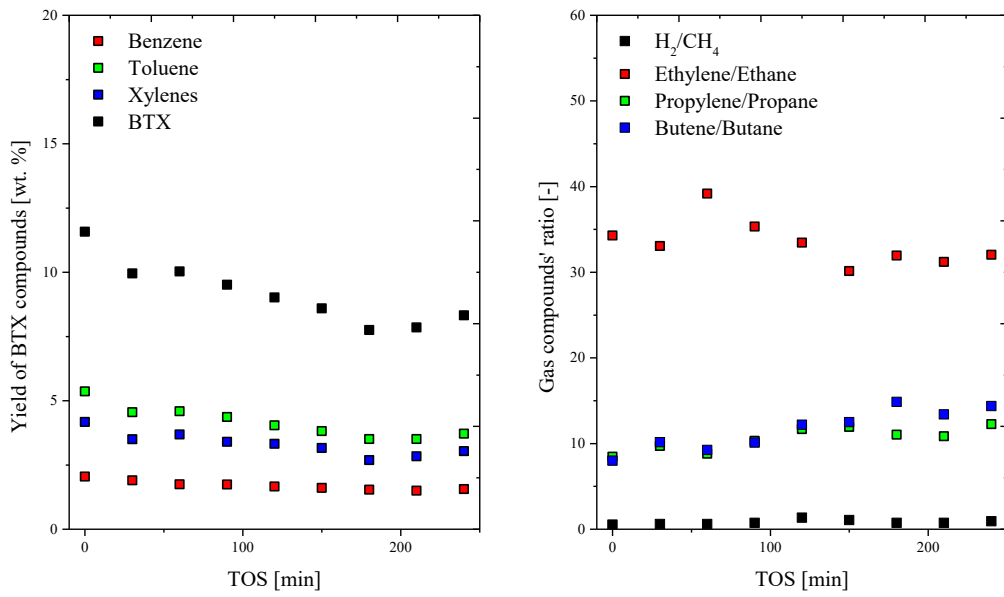 Yield of BTX compounds [wt. %]
20
15
10
5
0
Benzene
Toluene
Xylenes
BTX
0 100 200
TOS [min]
Gas compounds' ratio [-]
60
50
40
30
20
10
0
H₂/CH₄
Ethylene/Ethane
Propylene/Propane
Butene/Butane
0 100 200
TOS [min]